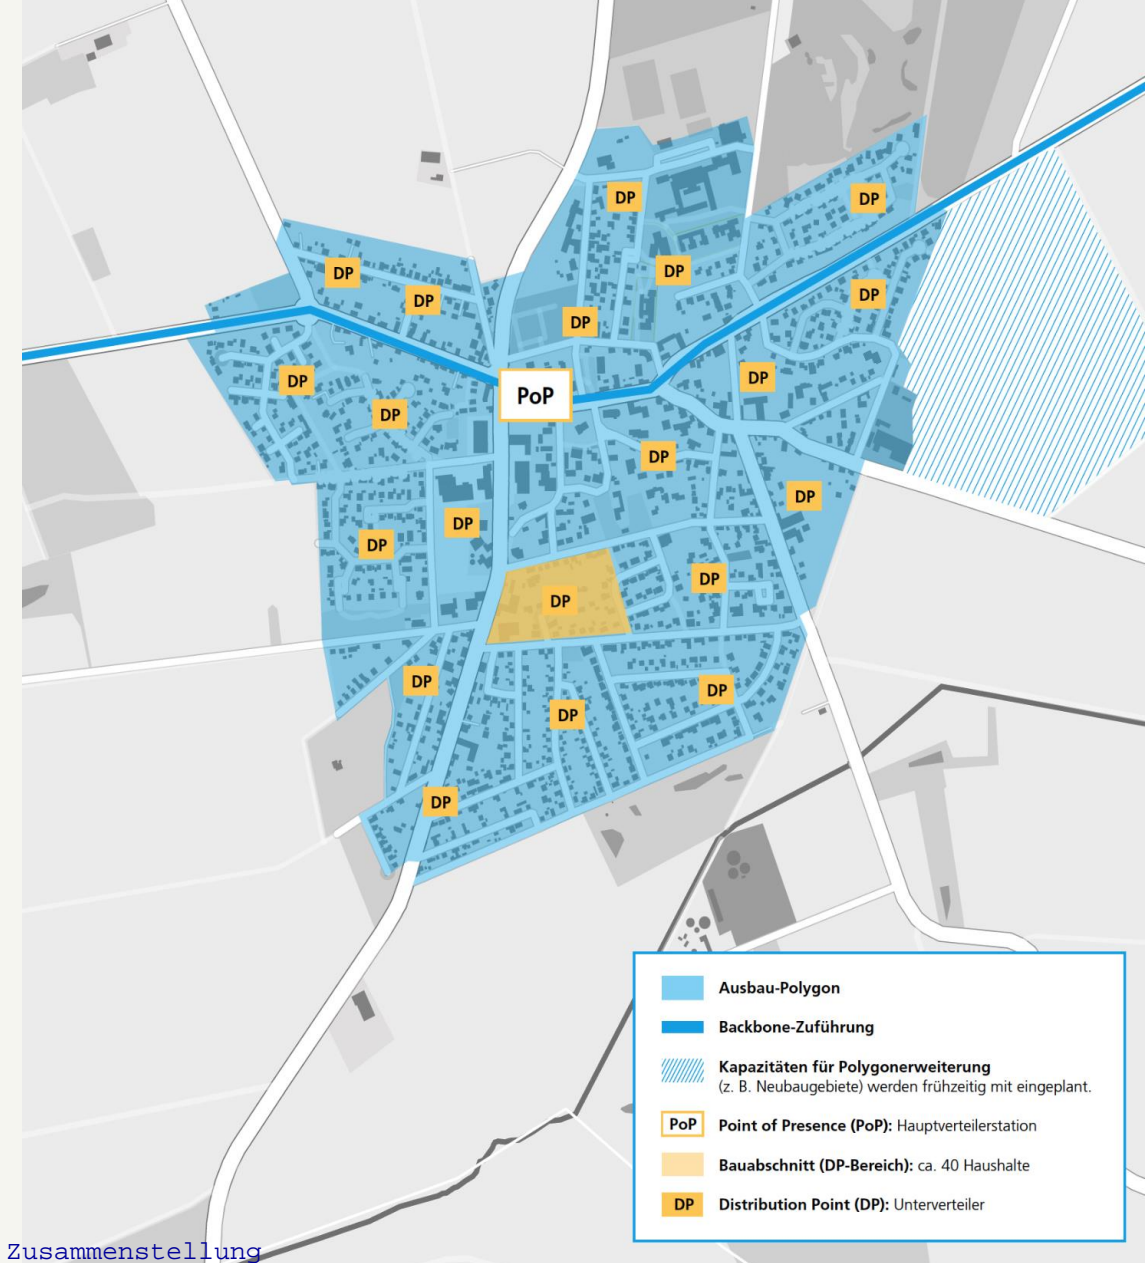 DP
DP
DP
DP
DP
DP
DP
DP
DP
DP
PoP
DP
DP
DP
DP
DP
DP
DP
DP
DP
DP
DP
Ausbau-Polygon
Backbone-Zuführung
Kapazitäten für Polygonerweiterung
(z. B. Neubaugebiete) werden frühzeitig mit eingeplant.
PoP Point of Presence (PoP): Hauptverteilerstation
Bauabschnitt (DP-Bereich): ca. 40 Haushalte
DP Distribution Point (DP): Unterverteiler
Zusammenstellung